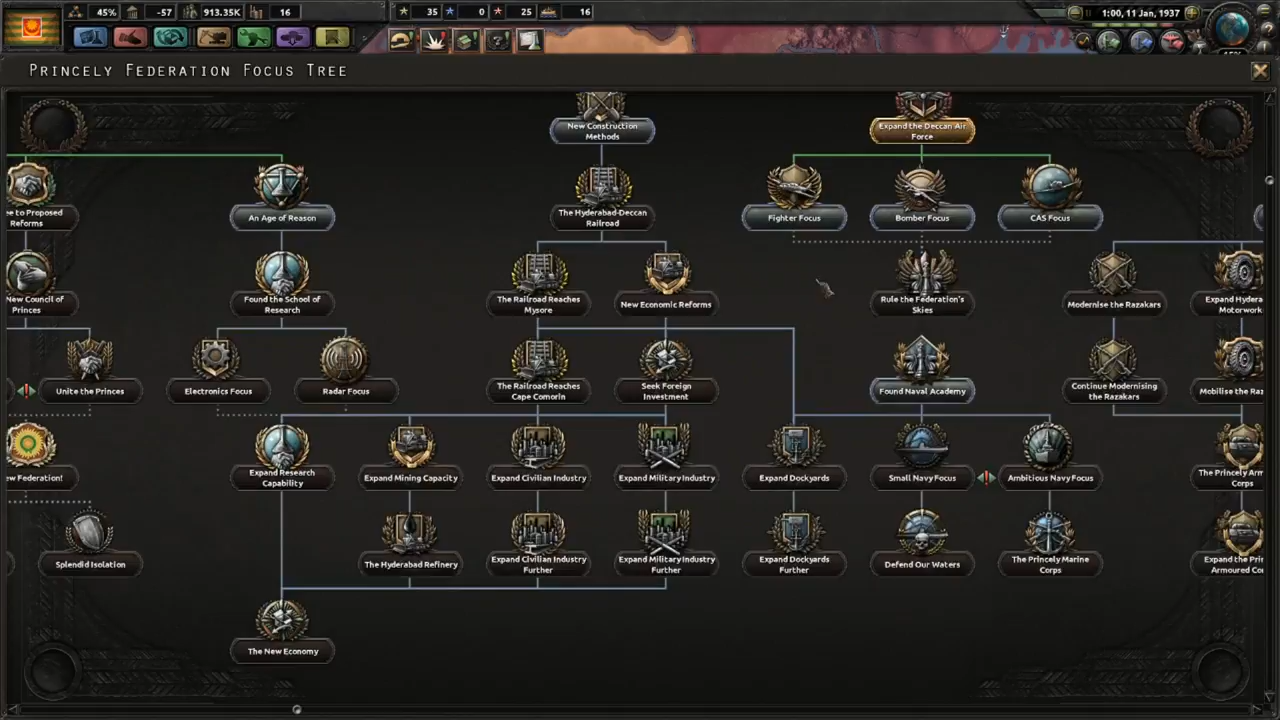 45%
-57
913.35K
16
35
0
25
16
1:00, 11 Jan, 1937
PRINCELY FEDERATION FOCUS TREE
New Construction
Methods
Expand the Deccan Air
Force
ee to Proposed
Reforms
An Age of Reason
The Hyderabad-Deccan
Railroad
Fighter Focus
Bomber Focus
CAS Focus
New Council of
Princes
Found the School of
Research
The Railroad Reaches
Mysore
New Economic Reforms
Rule the Federation's
Skies
Modernise the Razakars
Expand Hydera
Motorwork
Unite the Princes
Electronics Focus
Radar Focus
The Railroad Reaches
Cape Comorin
Seek Foreign
Investment
Found Naval Academy
Continue Modernising
the Razakars
Mobilise the Raz
ew Federation!
Expand Research
Capability
Expand Mining Capacity
Expand Civilian Industry
Expand Military Industry
Expand Dockyards
Small Navy Focus
Ambitious Navy Focus
The Princely Arm
Corps
Splendid Isolation
The Hyderabad Refinery
Expand Civilian Industry
Further
Expand Military Industry
Further
Expand Dockyards
Further
Defend Our Waters
The Princely Marine
Corps
Expand the Prin
Armoured Cor
The New Economy